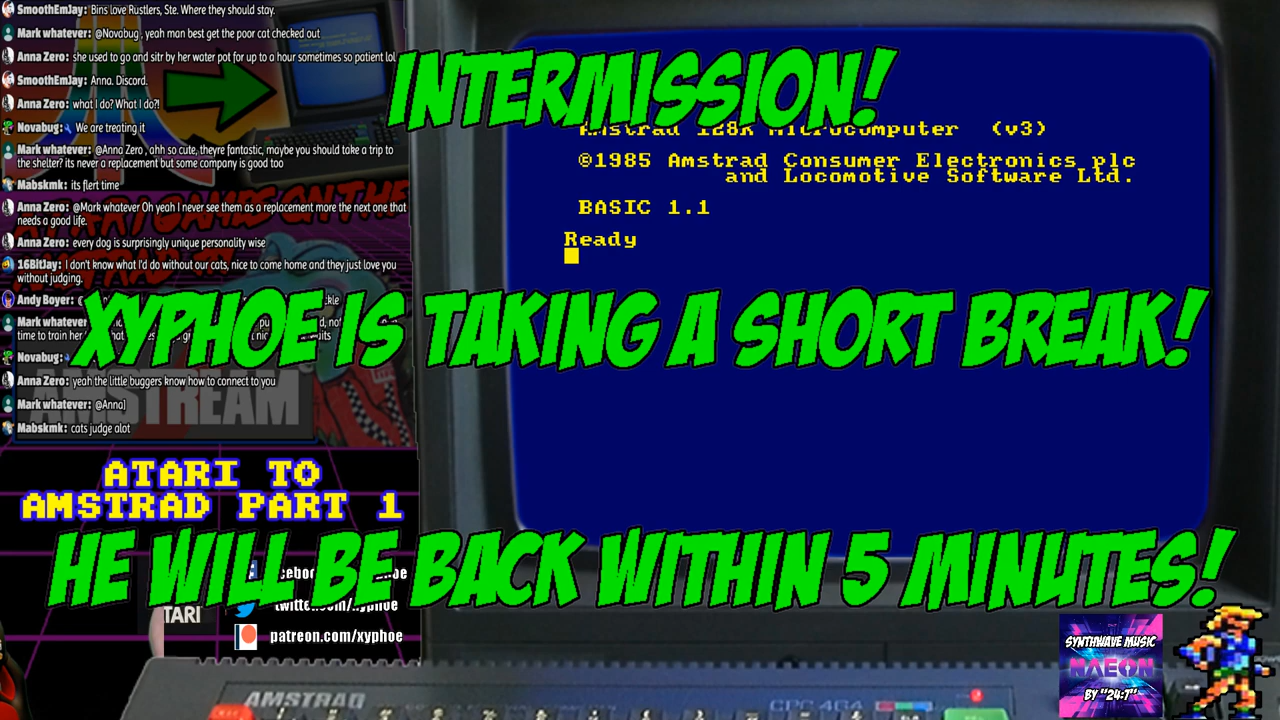 SmoothEmJay: Bins love Rustlers, Ste. Where they should stay.
Mark whatever: @Novabug , yeah man best get the poor cat checked out
Anna Zero: she used to go and sitr by her water pot for up to a hour sometimes so patient lol
SmoothEmJay: Anna. Discord.
Anna Zero: what I do? What I do?!
Novabug: We are treating it
Mark whatever: @Anna Zero , ahh so cute, theyre fantastic, maybe you should take a trip to
the shelter? its never a replacement but some company is good too
Mabskmk: its flert time
Anna Zero: @Mark whatever Oh yeah I never see them as a replacement more the next one that
needs a good life.
Anna Zero: every dog is surprisingly unique personality wise
16BitJay: I don't know what I'd do without our cats, nice to come home and they just love you
without judging.
Andy Boyer:
Mark whatever
time to train her
Novabug:
Anna Zero: yeah the little buggers know how to connect to you
Mark whatever: @Anna]
Mabskmk: cats judge alot
AMSTREAM
ATARI TO
AMSTRAD PART 1
INTERMISSION!
Amstrad 128K Microcomputer (v3)
©1985 Amstrad Consumer Electronics plc
and Locomotive Software Ltd.
BASIC 1.1
Ready
XYPHOE IS TAKING A SHORT BREAK!
HE WILL BE BACK WITHIN 5 MINUTES!
twitter.com/xyphoe
patreon.com/xyphoe
TARI
SYNTHWAVE MUSIC
NAEON
BY "24:7"
AMSTRAD
CPC 464